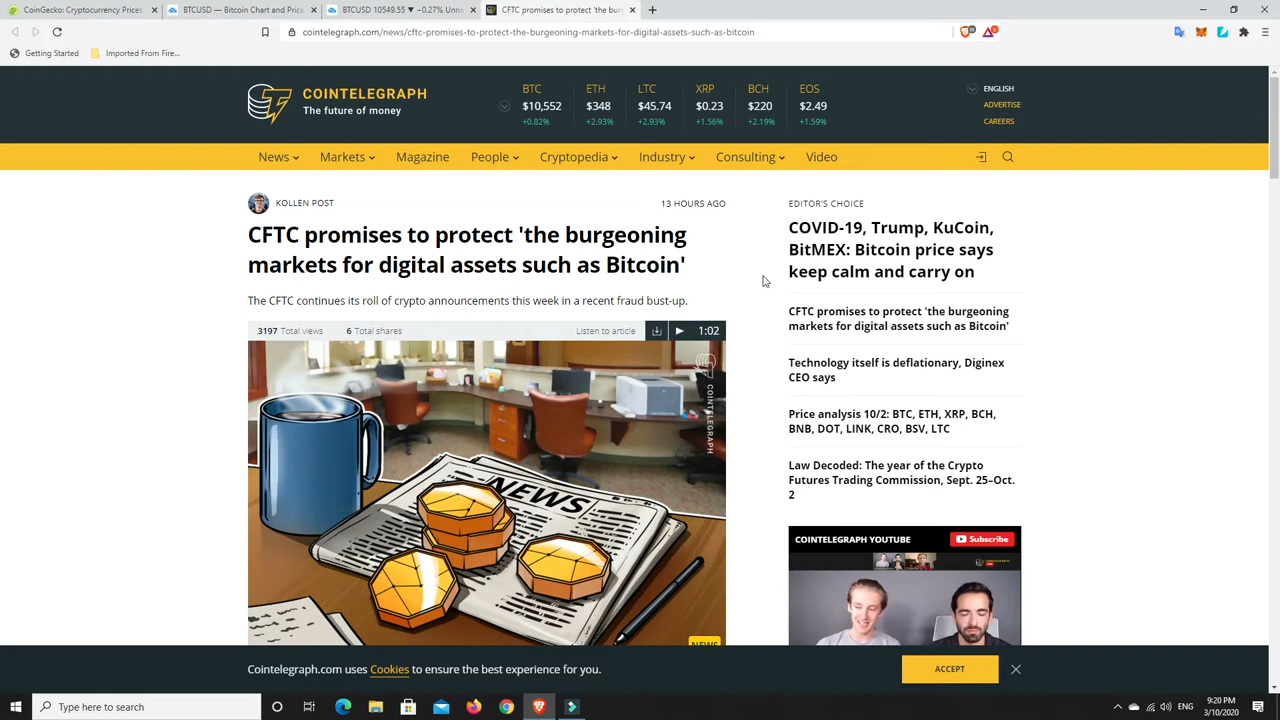 CoinGecko: Cryptocurrency Prices
BTCUSD — Bitcoin Chart and Price
BTCUSD 10549.55 ▼ −0.27% Unna
CFTC promises to protect 'the bur
cointelegraph.com/news/cftc-promises-to-protect-the-burgeoning-markets-for-digital-assets-such-as-bitcoin
Getting Started
Imported From Fire...
COINTELEGRAPH
The future of money
BTC ETH LTC XRP BCH EOS
$10,552 $348 $45.74 $0.23 $220 $2.49
+0.82% +2.93% +2.93% +1.56% +2.19% +1.59%
ENGLISH
ADVERTISE
CAREERS
News Markets Magazine People Cryptopedia Industry Consulting Video
KOLLEN POST
13 HOURS AGO
CFTC promises to protect 'the burgeoning
markets for digital assets such as Bitcoin'
The CFTC continues its roll of crypto announcements this week in a recent fraud bust-up.
3197 Total views
6 Total shares
Listen to article
1:02
COINTELEGRAPH
NEWS
NEWS
EDITOR'S CHOICE
COVID-19, Trump, KuCoin,
BitMEX: Bitcoin price says
keep calm and carry on
CFTC promises to protect 'the burgeoning
markets for digital assets such as Bitcoin'
Technology itself is deflationary, Diginex
CEO says
Price analysis 10/2: BTC, ETH, XRP, BCH,
BNB, DOT, LINK, CRO, BSV, LTC
Law Decoded: The year of the Crypto
Futures Trading Commission, Sept. 25–Oct.
2
COINTELEGRAPH YOUTUBE
Subscribe
Cointelegraph.com uses Cookies to ensure the best experience for you.
ACCEPT
Type here to search
ENG
9:20 PM
3/10/2020